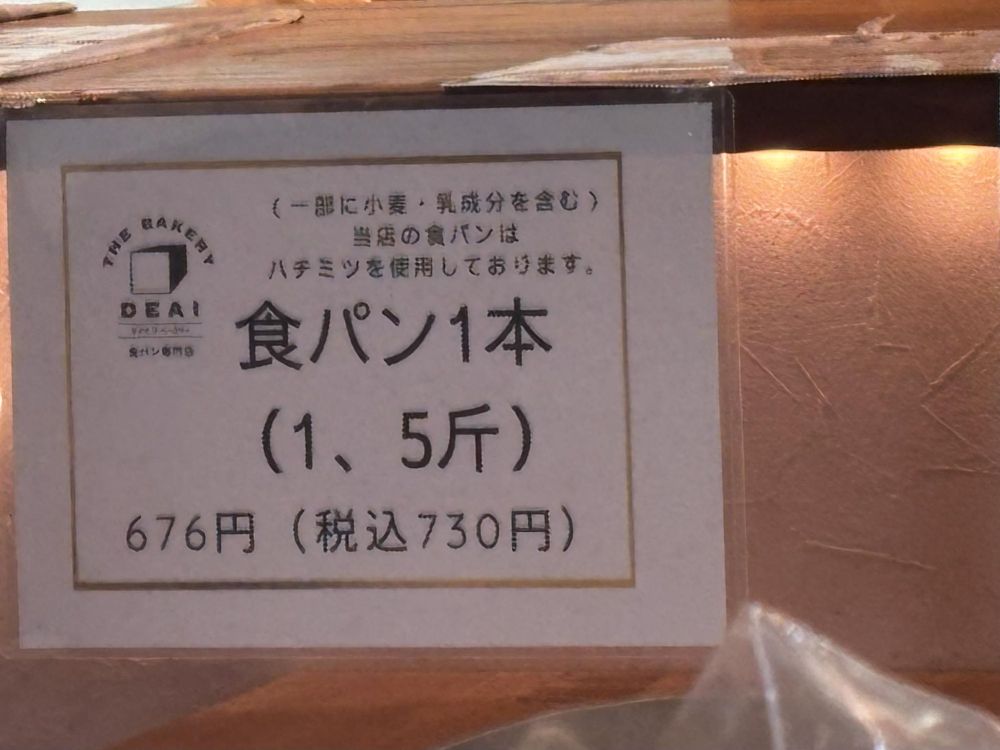 (一部に小麦・乳成分を含む)
当店の食パンは
ハチミツを使用しております。
THE BAKERY
DEAI
食パン専門店
食パン1本
(1、5斤)
676円(税込730円)